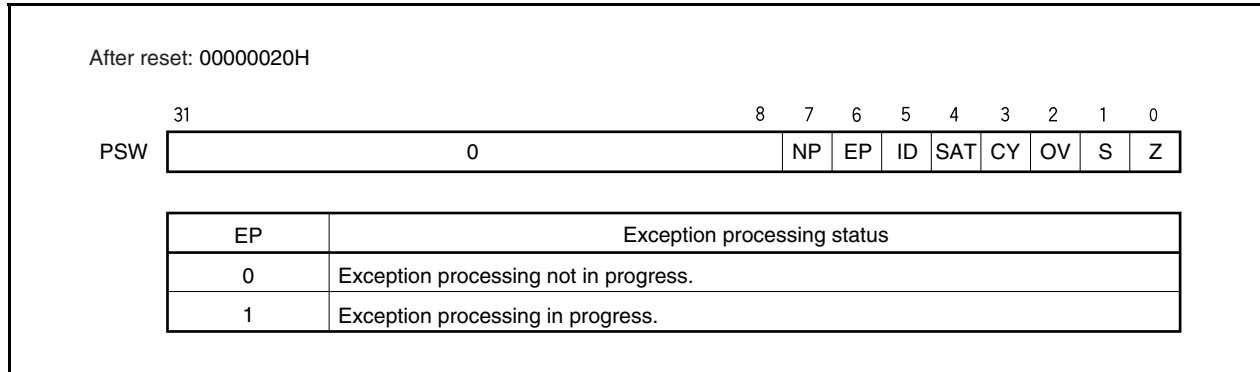 After reset: 00000020H
31 8 7 6 5 4 3 2 1 0
PSW 0 NP EP ID SAT CY OV S Z
EP Exception processing status
0 Exception processing not in progress.
1 Exception processing in progress.